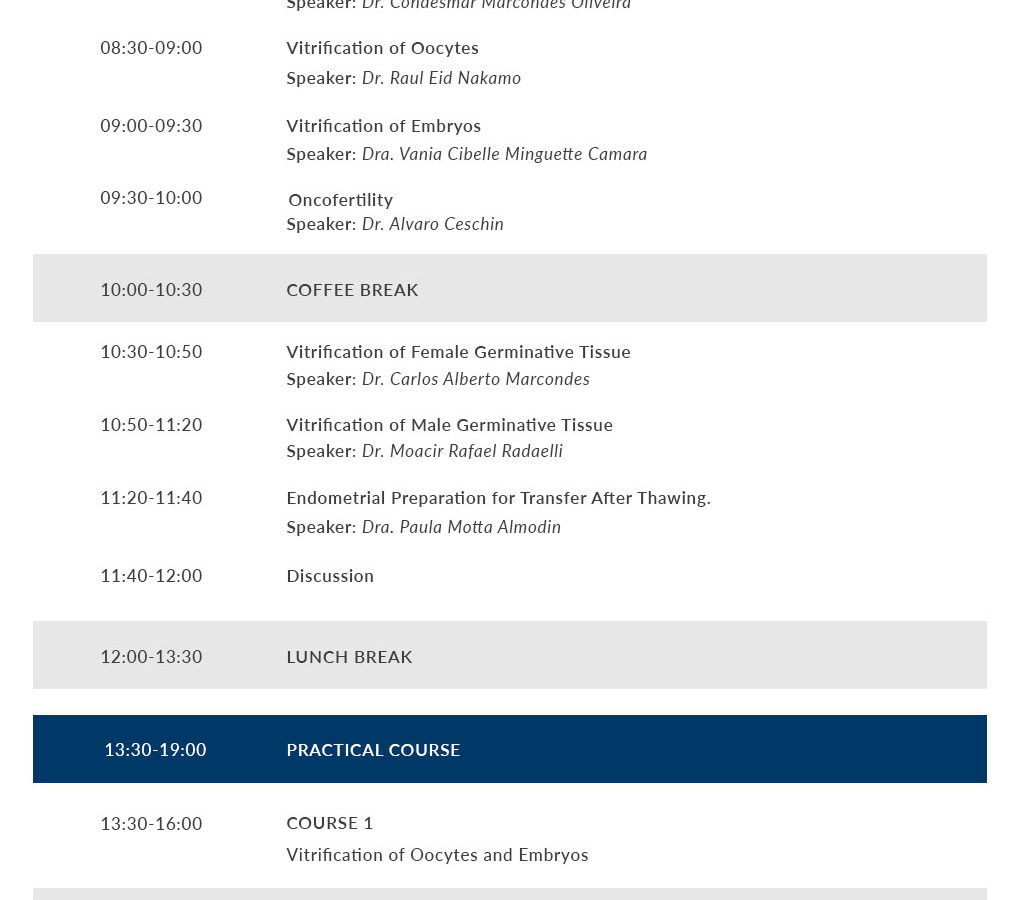 Speaker: Dr. Condesmar Marcondes Oliveira
08:30-09:00 Vitrification of Oocytes
Speaker: Dr. Raul Eid Nakamo
09:00-09:30 Vitrification of Embryos
Speaker: Dra. Vania Cibelle Minguette Camara
09:30-10:00 Oncofertility
Speaker: Dr. Alvaro Ceschin
10:00-10:30 COFFEE BREAK
10:30-10:50 Vitrification of Female Germinative Tissue
Speaker: Dr. Carlos Alberto Marcondes
10:50-11:20 Vitrification of Male Germinative Tissue
Speaker: Dr. Moacir Rafael Radaelli
11:20-11:40 Endometrial Preparation for Transfer After Thawing.
Speaker: Dra. Paula Motta Almodin
11:40-12:00 Discussion
12:00-13:30 LUNCH BREAK
13:30-19:00 PRACTICAL COURSE
13:30-16:00 COURSE 1
Vitrification of Oocytes and Embryos